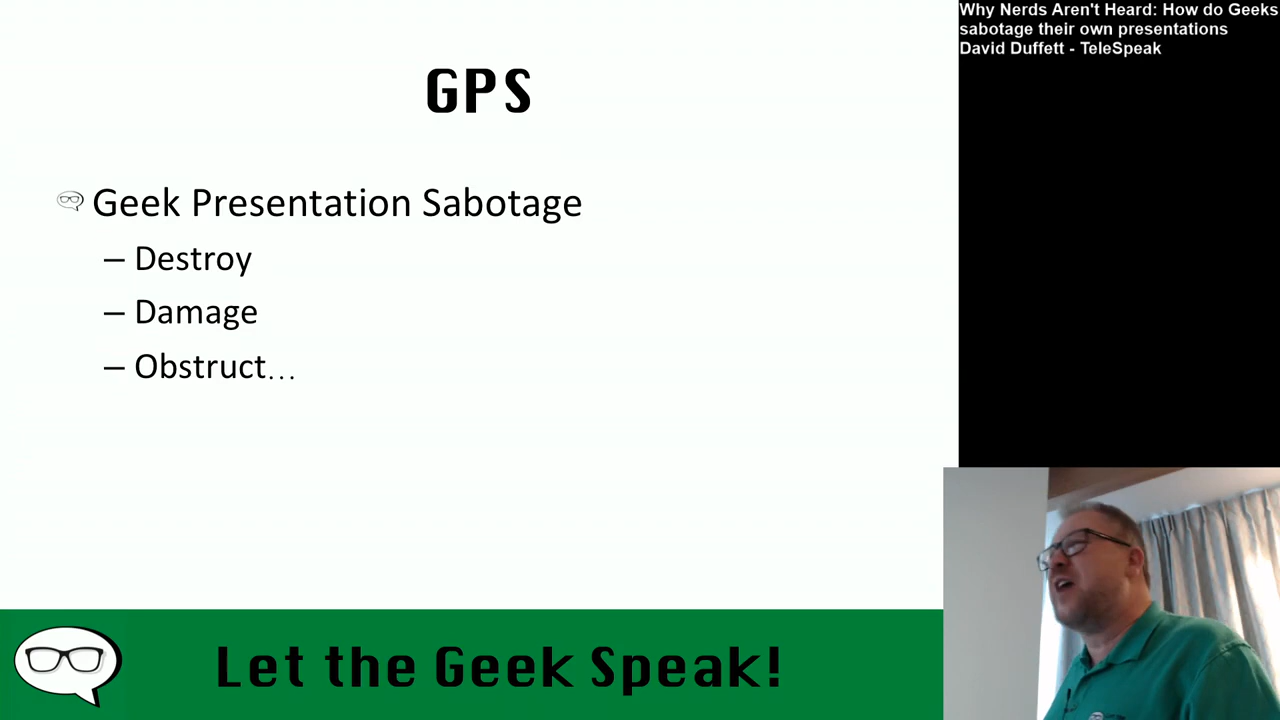 GPS
Geek Presentation Sabotage
– Destroy
– Damage
– Obstruct…
Let the Geek Speak!
Why Nerds Aren't Heard: How do Geeks
sabotage their own presentations
David Duffett - TeleSpeak